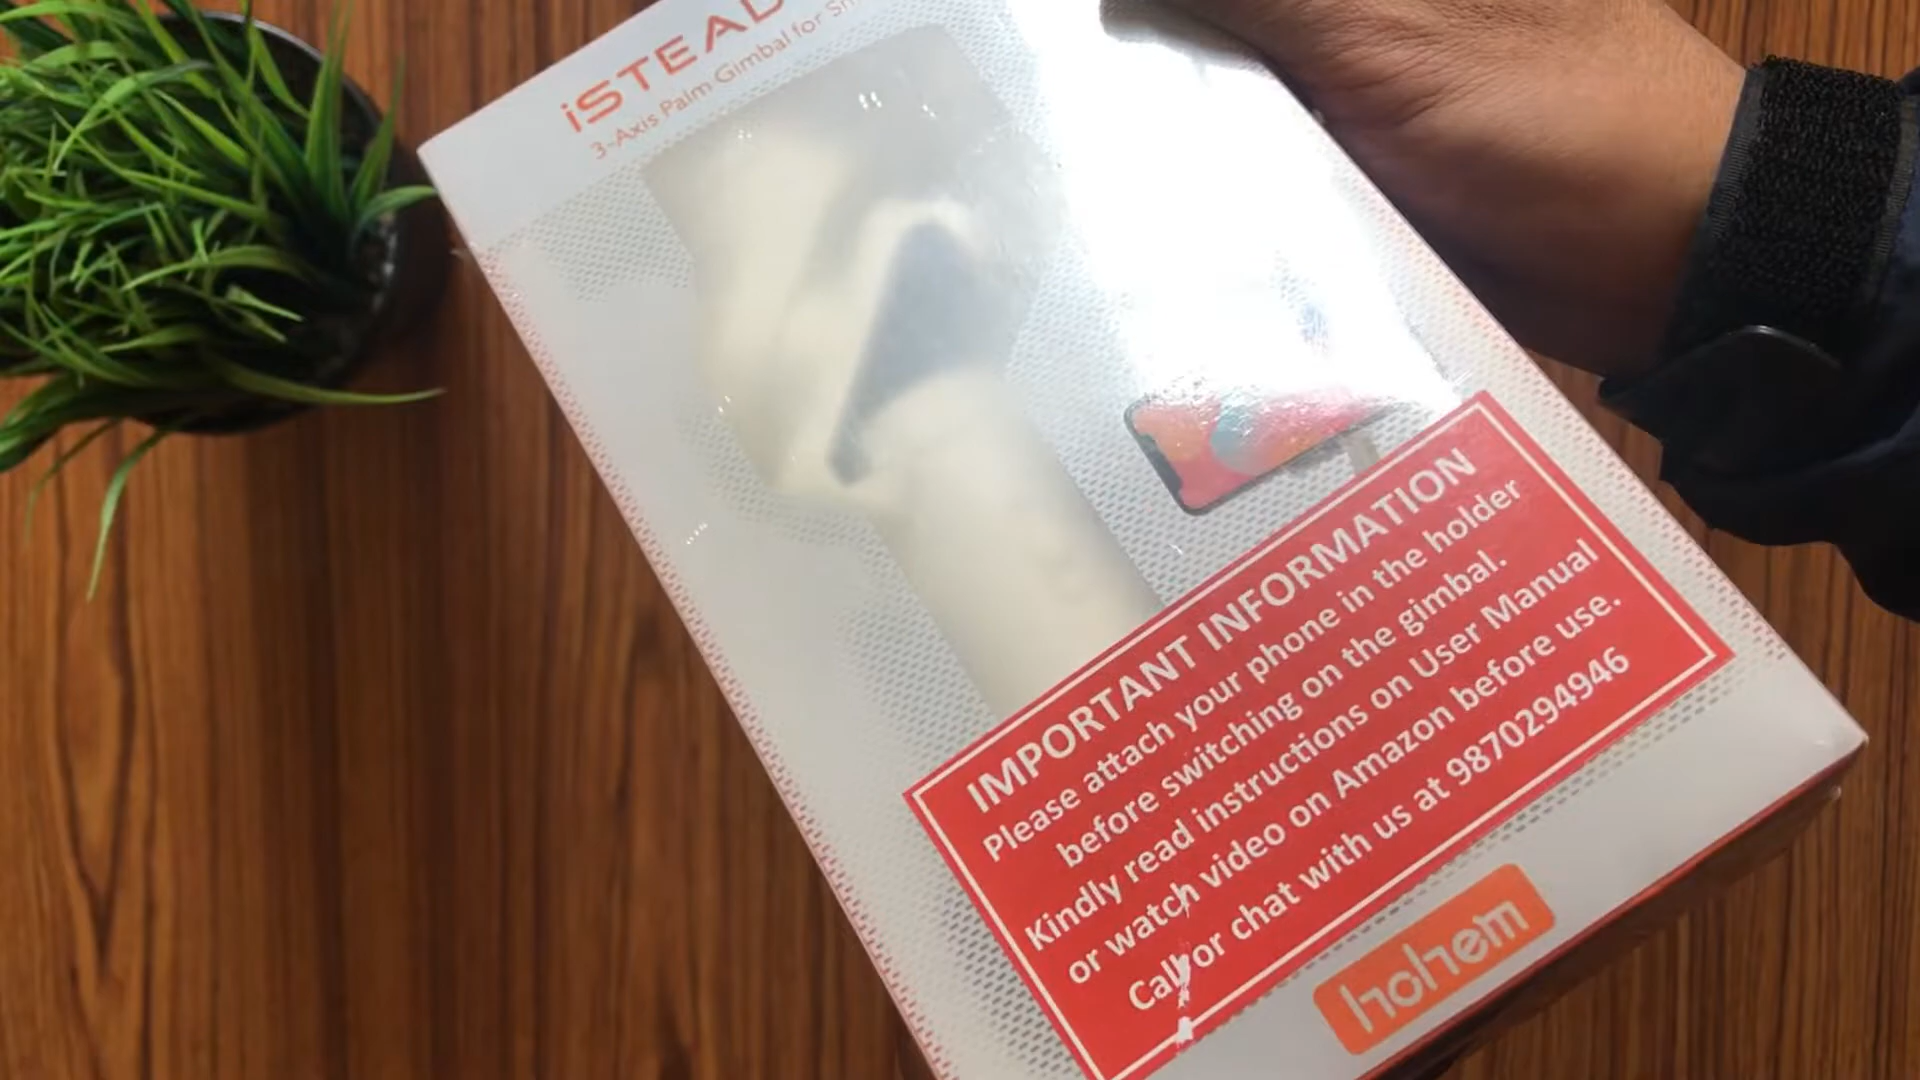 iSTEAD
3-Axis Palm Gimbal for
IMPORTANT INFORMATION
Please attach your phone in the holder
before switching on the gimbal.
Kindly read instructions on User Manual
or watch video on Amazon before use.
Call or chat with us at 9870294946
hohem